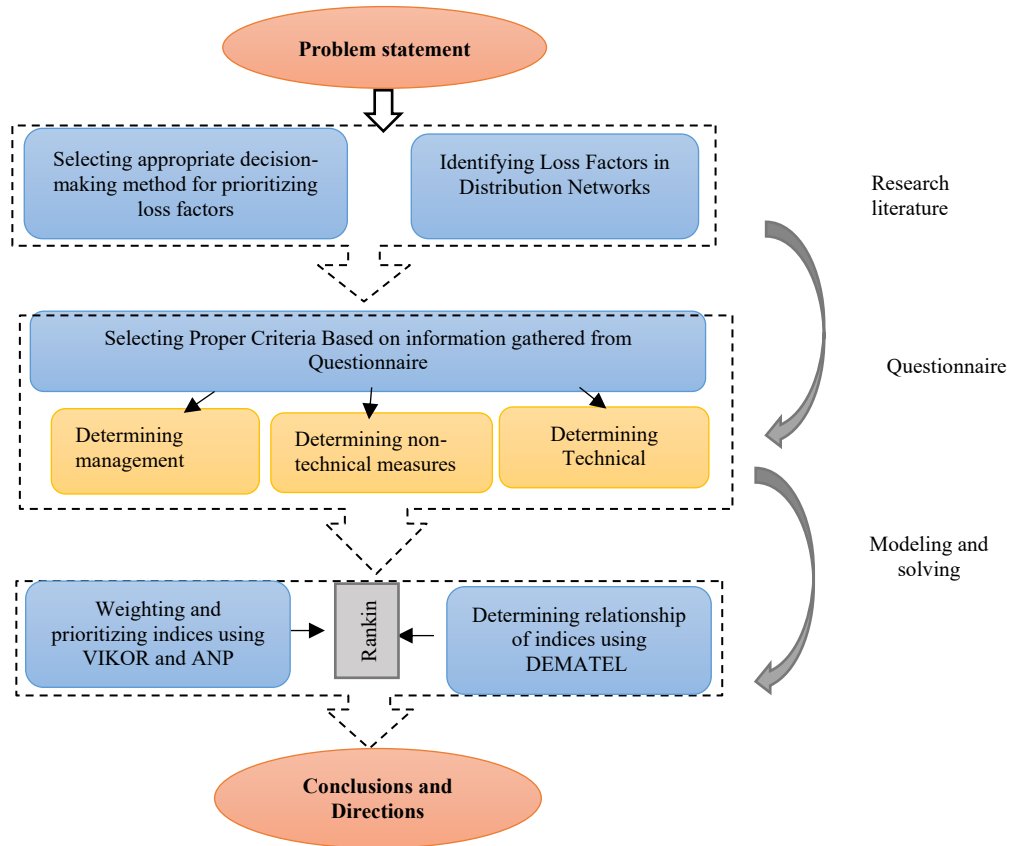 Problem statement
Selecting appropriate decision-
making method for prioritizing
loss factors
Identifying Loss Factors in
Distribution Networks
Research
literature
Selecting Proper Criteria Based on information gathered from
Questionnaire
Questionnaire
Determining
management
Determining non-
technical measures
Determining
Technical
Modeling and
solving
Weighting and
prioritizing indices using
VIKOR and ANP
Rankin
Determining relationship
of indices using
DEMATEL
Conclusions and
Directions